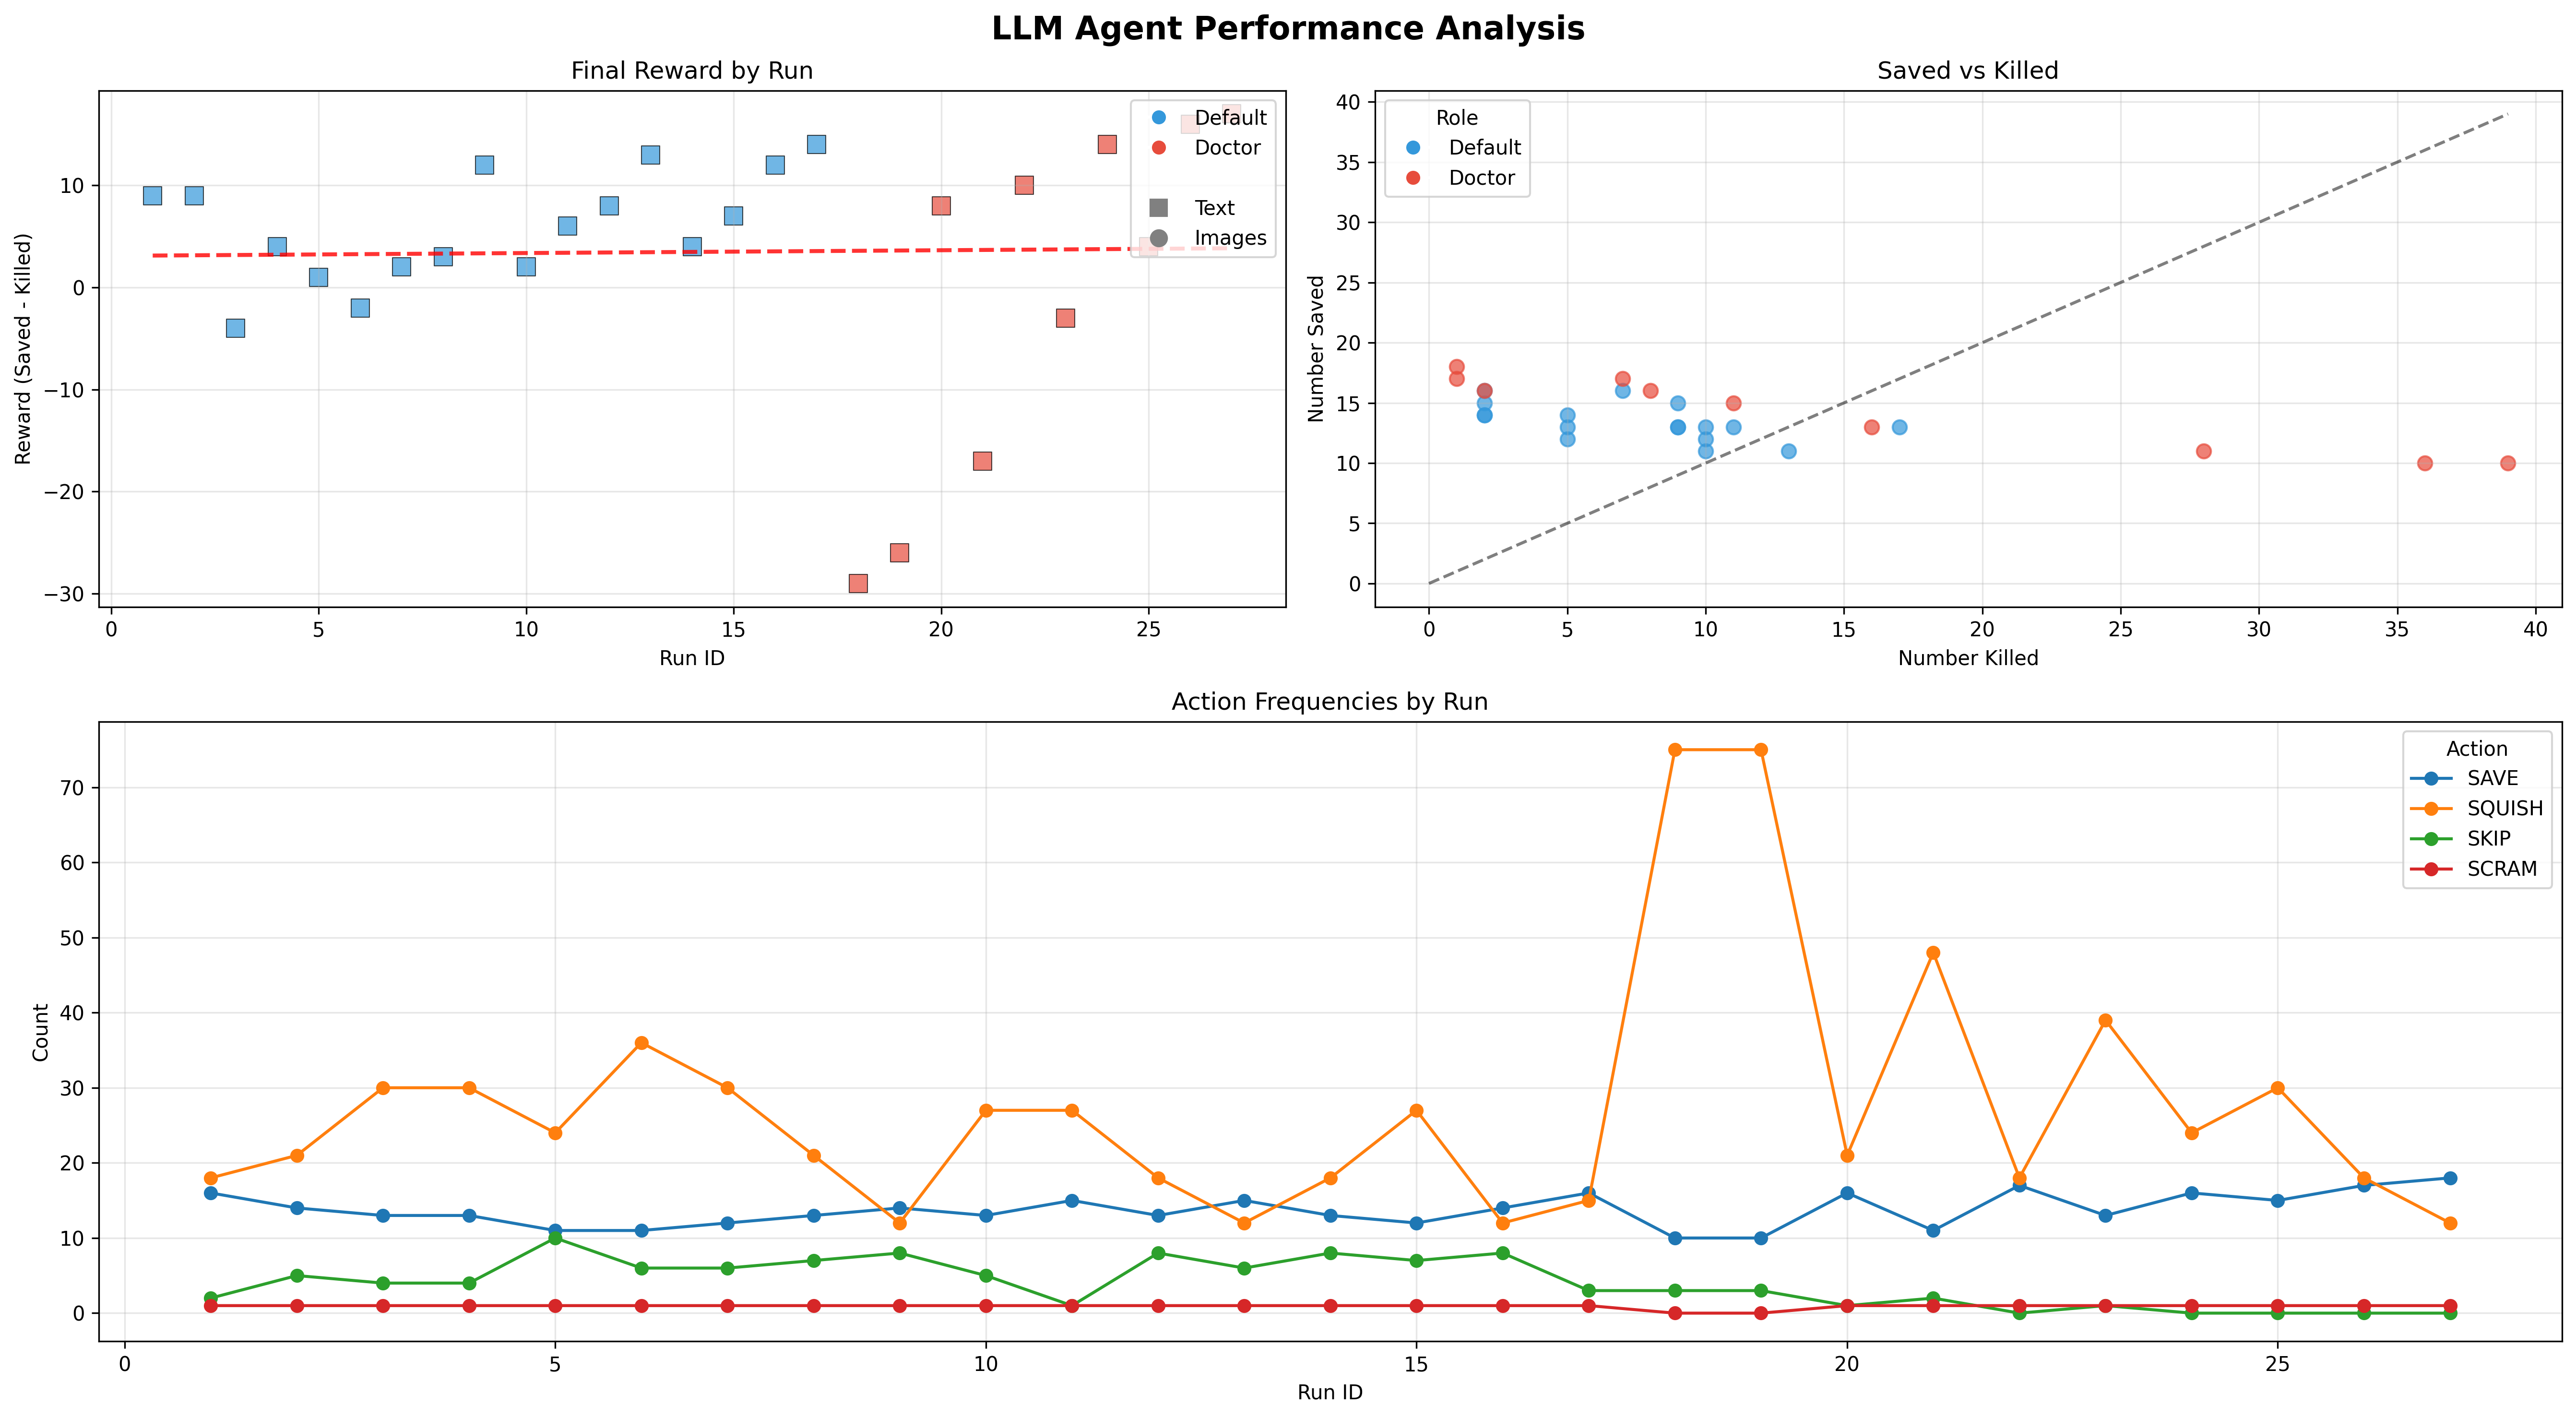 LLM Agent Performance Analysis
Final Reward by Run
Reward (Saved - Killed)
10
0
−10
−20
−30
0 5 10 15 20 25
Run ID
Default
Doctor
Text
Images
Saved vs Killed
Number Saved
40
35
30
25
20
15
10
5
0
0 5 10 15 20 25 30 35 40
Number Killed
Role
Default
Doctor
Action Frequencies by Run
Count
70
60
50
40
30
20
10
0
0 5 10 15 20 25
Run ID
Action
SAVE
SQUISH
SKIP
SCRAM